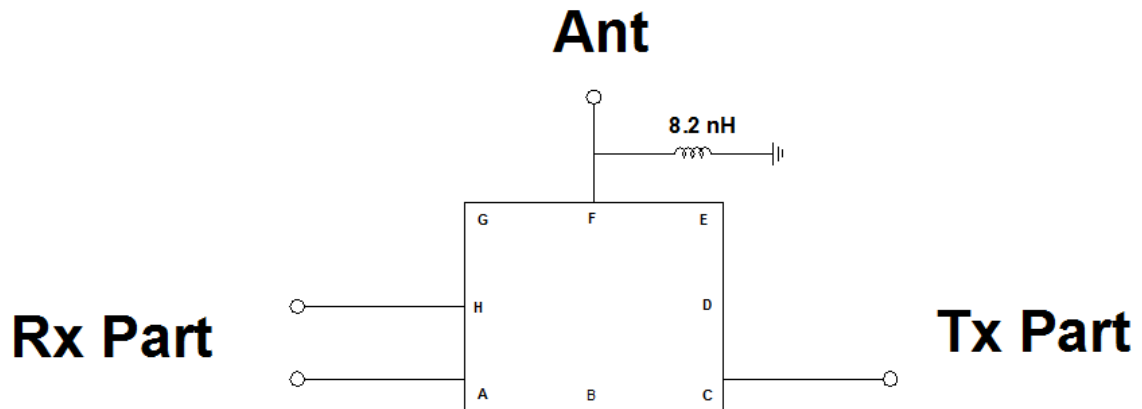 Ant
8.2 nH
G F E
H D
Rx Part
Tx Part
A B C